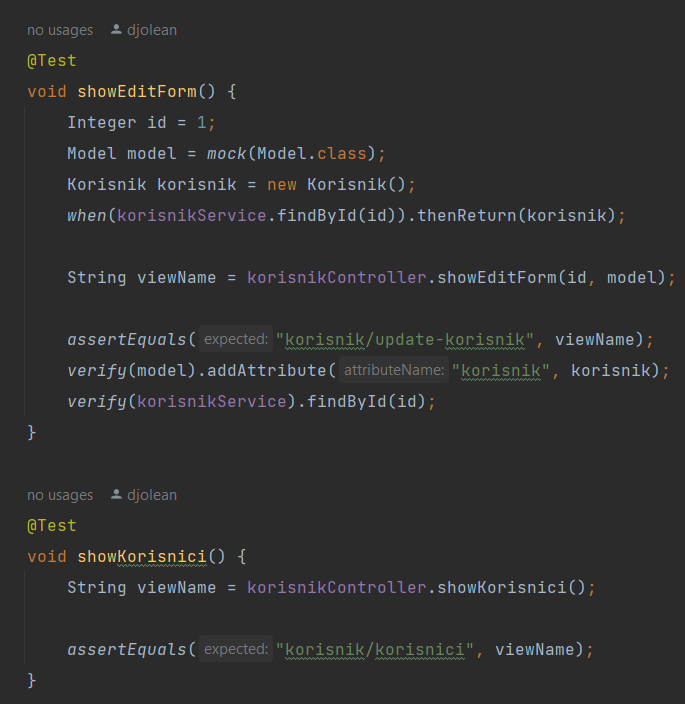 no usages djolean
@Test
void showEditForm() {
Integer id = 1;
Model model = mock(Model.class);
Korisnik korisnik = new Korisnik();
when(korisnikService.findById(id)).thenReturn(korisnik);
String viewName = korisnikController.showEditForm(id, model);
assertEquals( expected: "korisnik/update-korisnik", viewName);
verify(model).addAttribute( attributeName: "korisnik", korisnik);
verify(korisnikService).findById(id);
}
no usages djolean
@Test
void showKorisnici() {
String viewName = korisnikController.showKorisnici();
assertEquals( expected: "korisnik/korisnici", viewName);
}